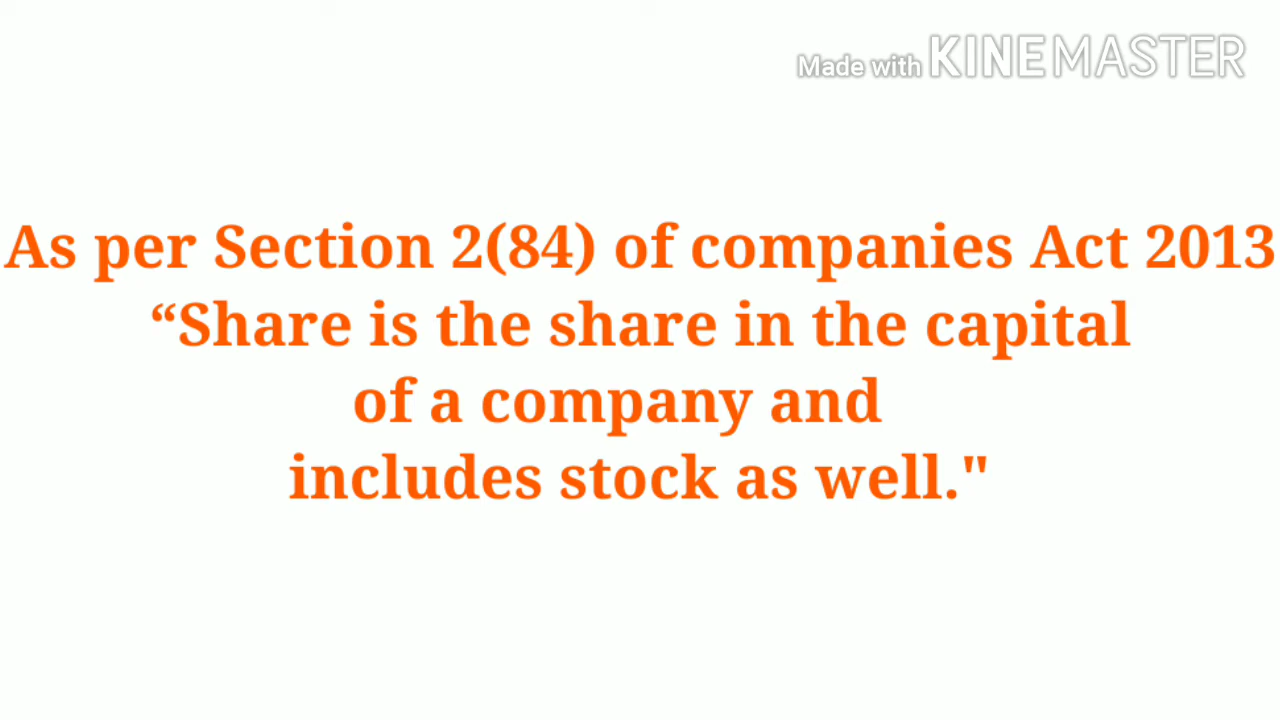 Made with KINEMASTER
As per Section 2(84) of companies Act 2013
“Share is the share in the capital
of a company and
includes stock as well."